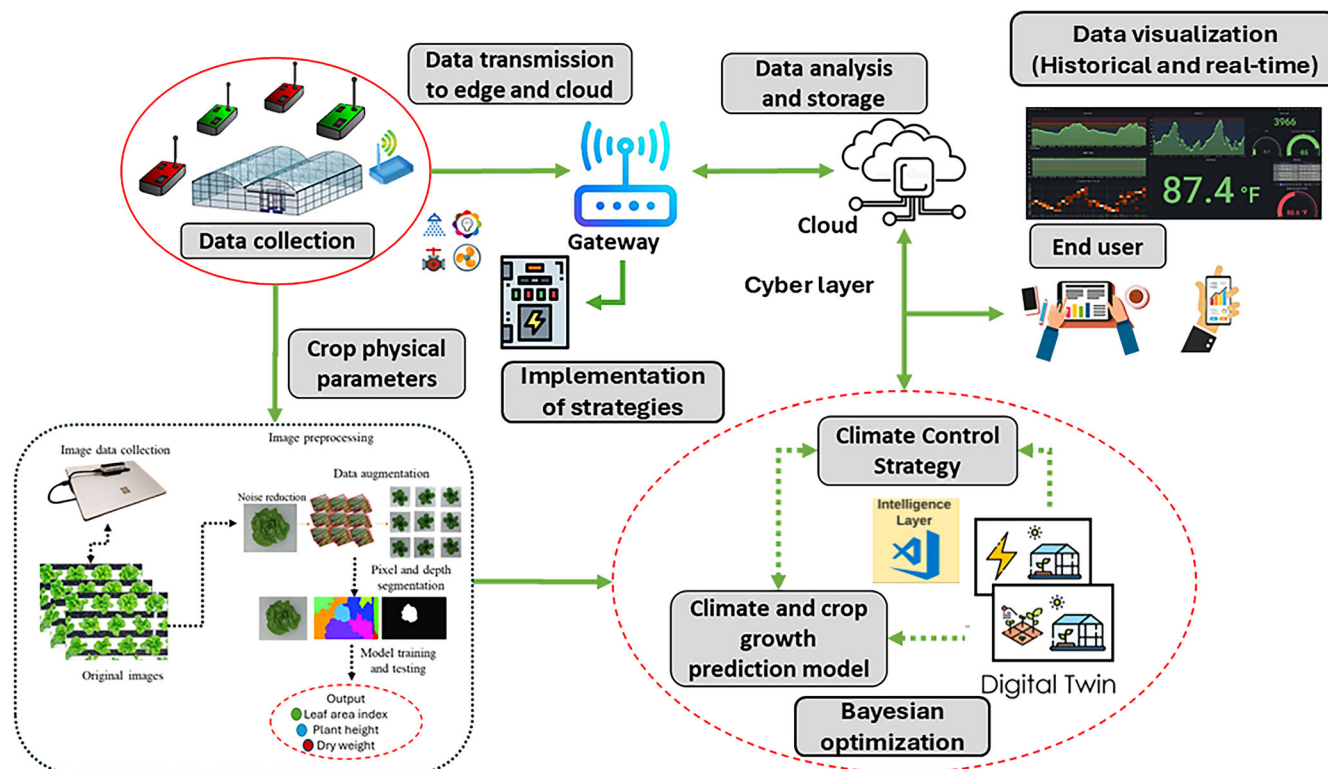 Data transmission
to edge and cloud
Data analysis
and storage
Data visualization
(Historical and real-time)
3966
87.4 °F
Data collection
Gateway
Cloud
Cyber layer
End user
Crop physical
parameters
Implementation
of strategies
Image preprocessing
Image data collection
Data augmentation
Noise reduction
Pixel and depth
segmentation
Original images
Model training
and testing
Output
Leaf area index
Plant height
Dry weight
Climate Control
Strategy
Intelligence
Layer
Climate and crop
growth
prediction model
Digital Twin
Bayesian
optimization